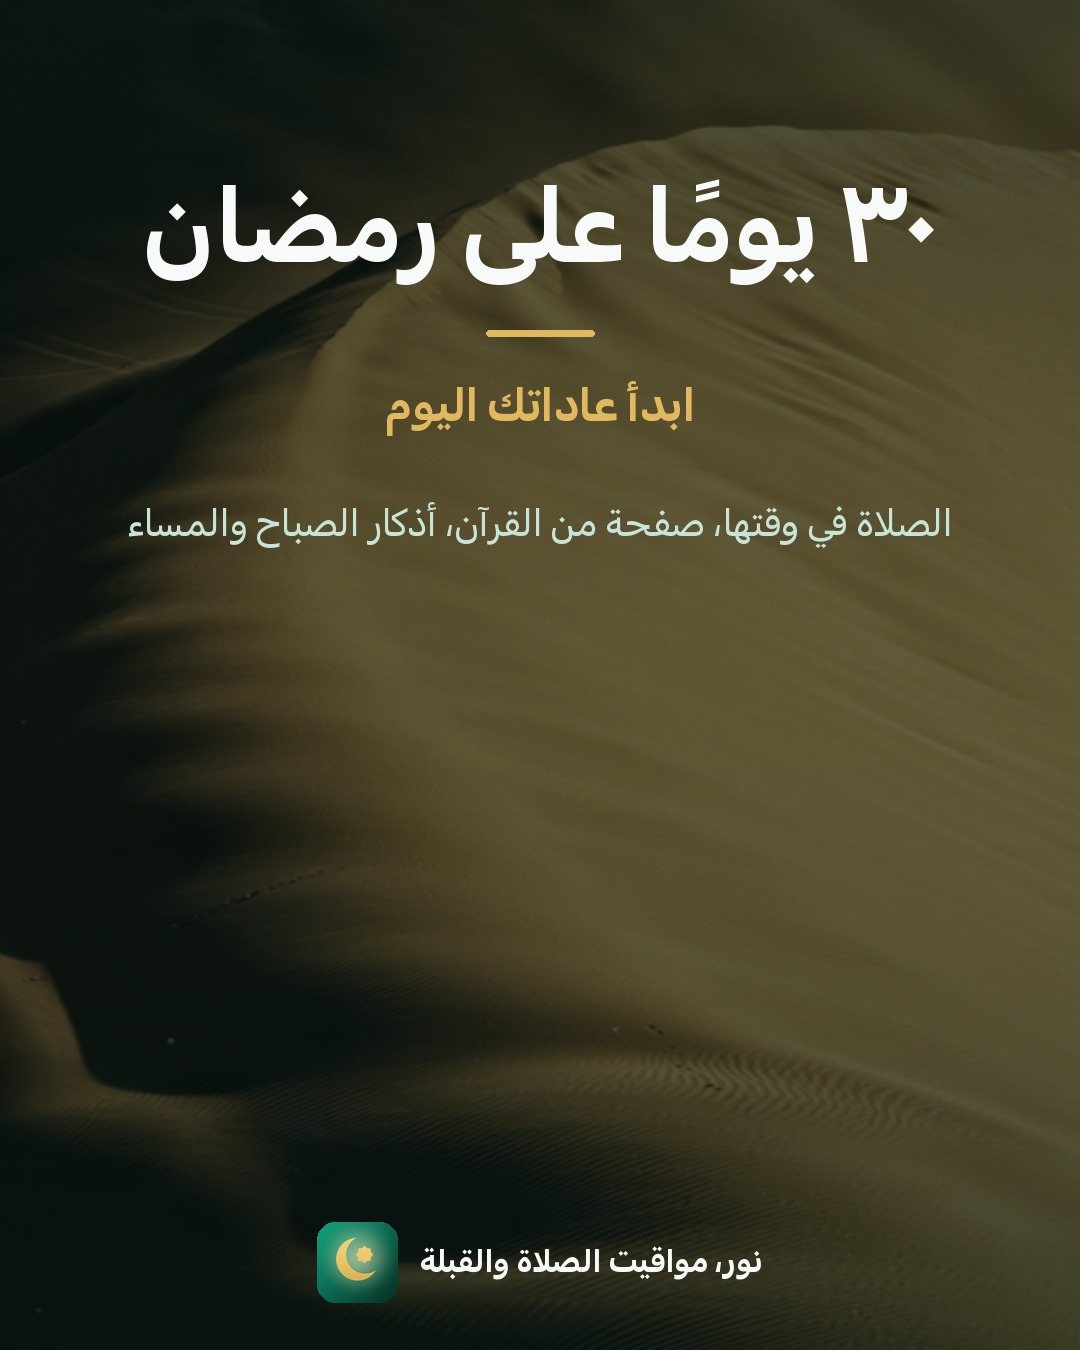 ٣٠ يومًا على رمضان
ابدأ عاداتك اليوم
الصلاة في وقتها، صفحة من القرآن، أذكار الصباح والمساء
نور، مواقيت الصلاة والقبلة